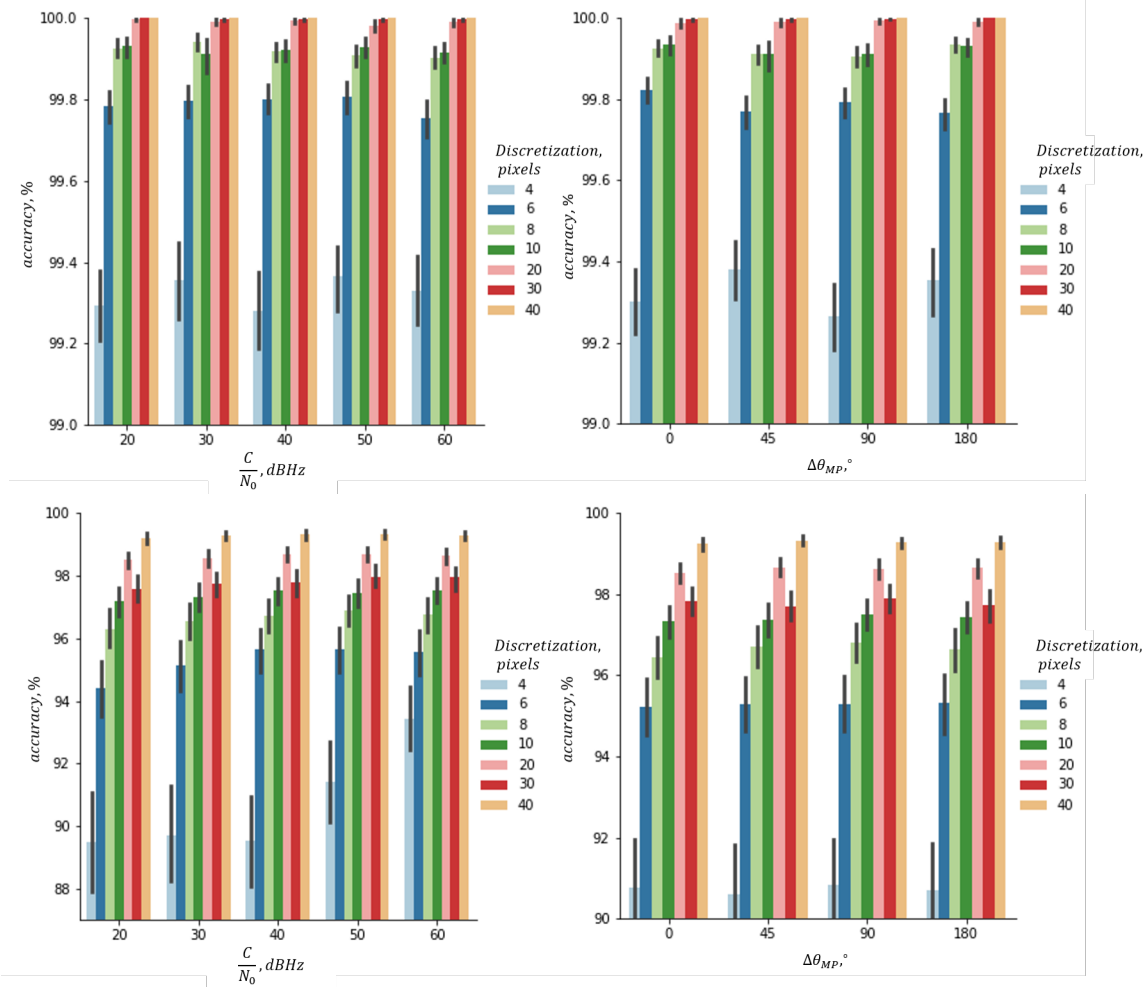 100.0
99.8
99.6
99.4
99.2
99.0
accuracy, %
20 30 40 50 60
C
N0 , dBHz
Discretization,
pixels
4
6
8
10
20
30
40
100.0
99.8
99.6
99.4
99.2
99.0
accuracy, %
0 45 90 180
ΔθMP,°
Discretization,
pixels
4
6
8
10
20
30
40
100
98
96
94
92
90
88
accuracy, %
20 30 40 50 60
C
N0 , dBHz
Discretization,
pixels
4
6
8
10
20
30
40
100
98
96
94
92
90
accuracy, %
0 45 90 180
ΔθMP,°
Discretization,
pixels
4
6
8
10
20
30
40